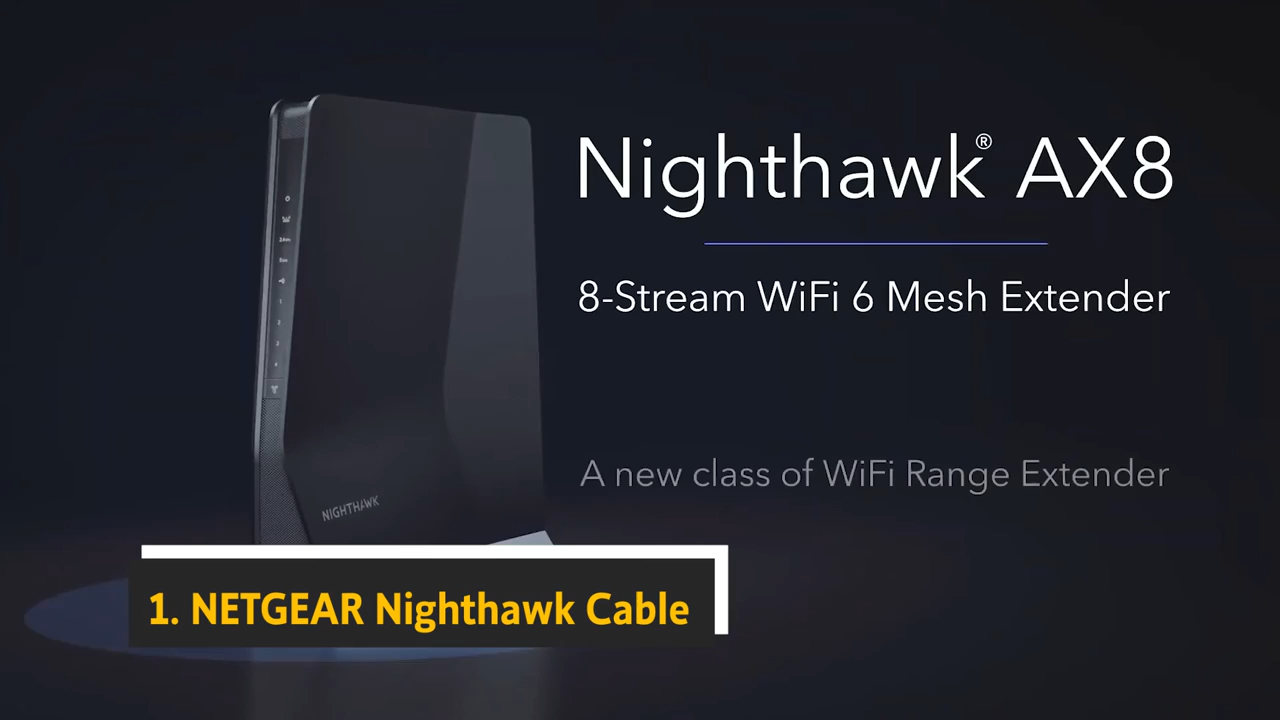 Nighthawk® AX8
8-Stream WiFi 6 Mesh Extender
A new class of WiFi Range Extender
NIGHTHAWK
1. NETGEAR Nighthawk Cable